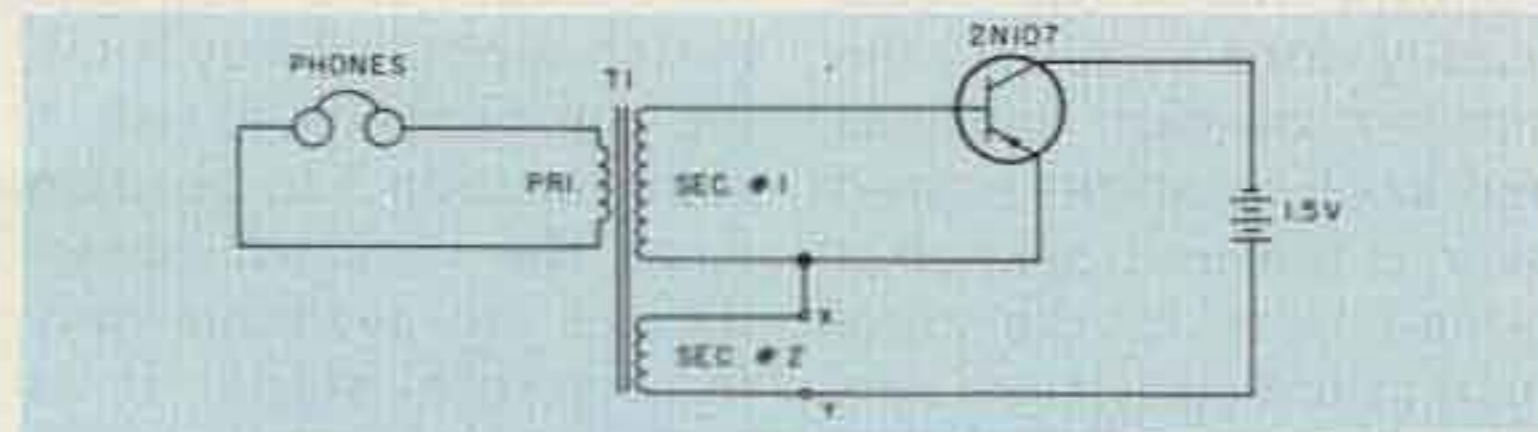 2N107
PHONES
T1
PRI.
SEC. #1
1.5V
X
SEC. #2
Y